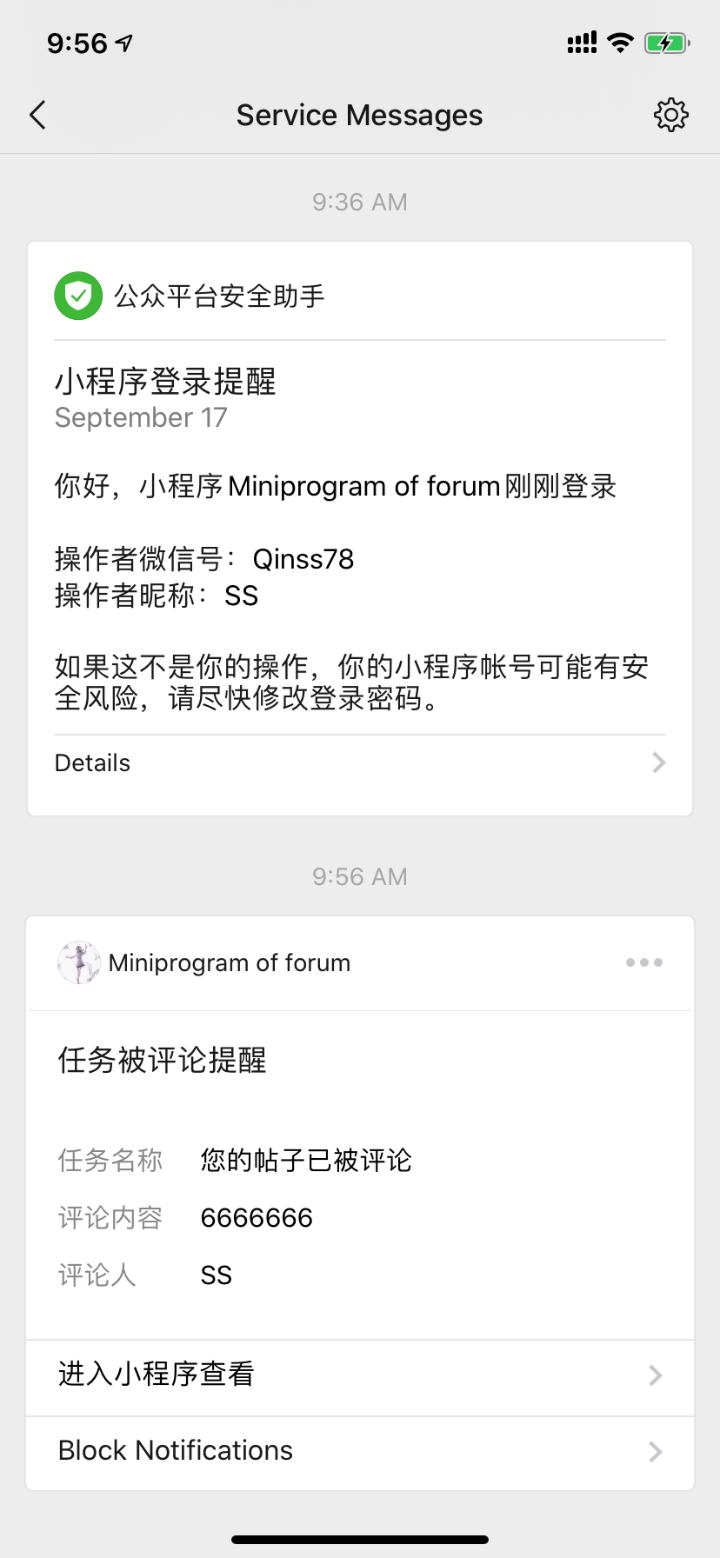 9:56
Service Messages
9:36 AM
公众平台安全助手
小程序登录提醒
September 17
你好，小程序Miniprogram of forum刚刚登录
操作者微信号：Qinss78
操作者昵称：SS
如果这不是你的操作，你的小程序帐号可能有安
全风险，请尽快修改登录密码。
Details
9:56 AM
Miniprogram of forum
任务被评论提醒
任务名称 您的帖子已被评论
评论内容 6666666
评论人 SS
进入小程序查看
Block Notifications